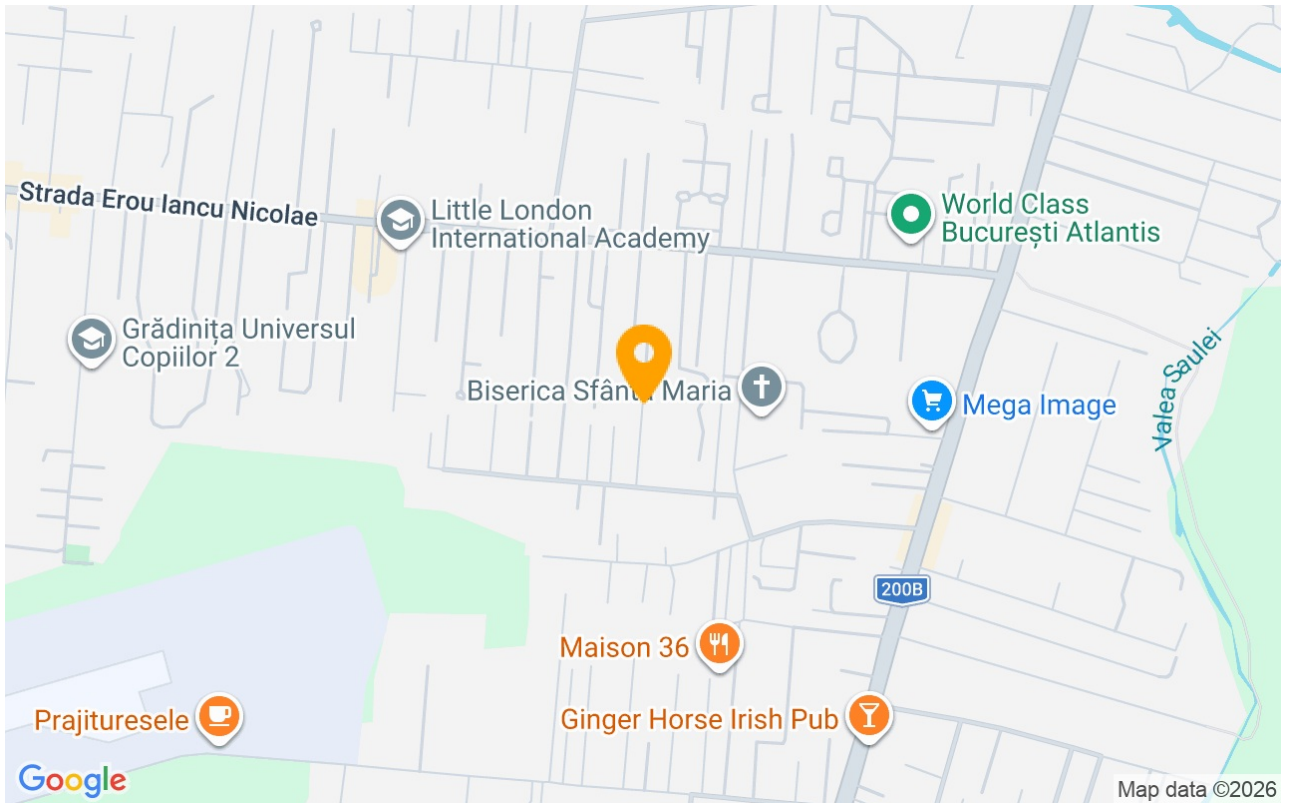 Strada Erou Iancu Nicolae
Little London
International Academy
World Class
București Atlantis
Grădinița Universul
Copiilor 2
Biserica Sfânta Maria
Mega Image
Valea Saulei
200B
Maison 36
Prajituresele
Ginger Horse Irish Pub
Google
Map data ©2026